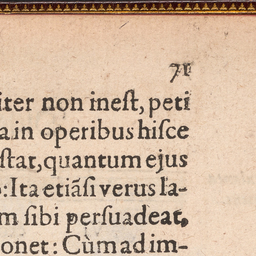 71
iter non inest, peti
a in operibus hisce
stat, quantum ejus
: Ita etiãsi verus la-
m sibi persuadeat,
onet: Cùm ad im-